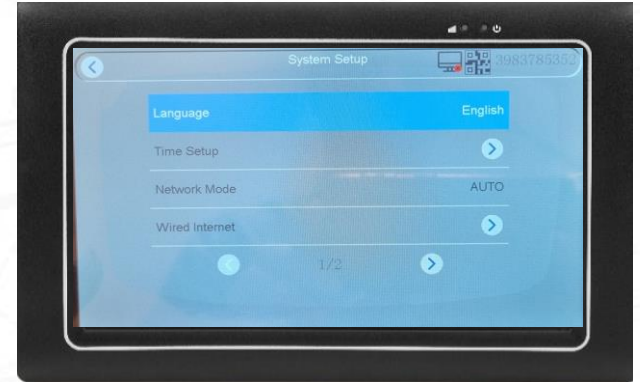 System Setup 3983785352
Language English
Time Setup
Network Mode AUTO
Wired Internet
1/2